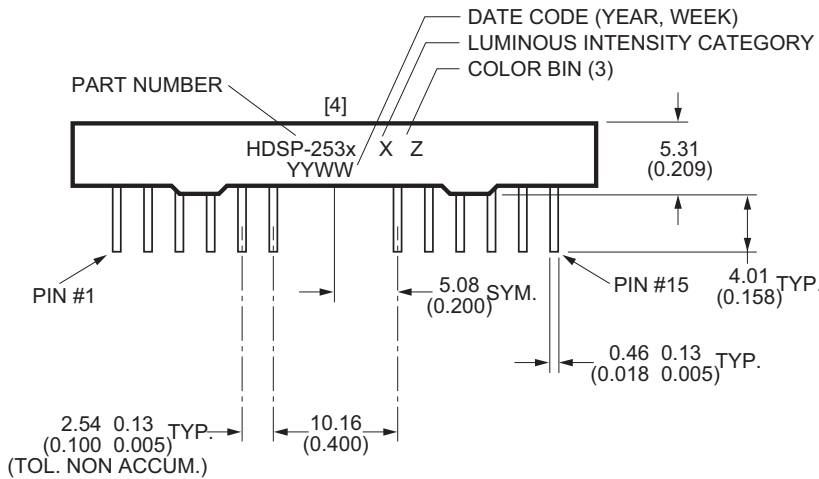 DATE CODE (YEAR, WEEK)
LUMINOUS INTENSITY CATEGORY
COLOR BIN (3)
PART NUMBER
[4]
HDSP-253x X Z
YYWW
5.31
(0.209)
PIN #1
5.08
(0.200)
SYM.
PIN #15
4.01
(0.158)
TYP.
0.46 0.13
(0.018 0.005)
TYP.
2.54 0.13
(0.100 0.005)
TYP.
(TOL. NON ACCUM.)
10.16
(0.400)